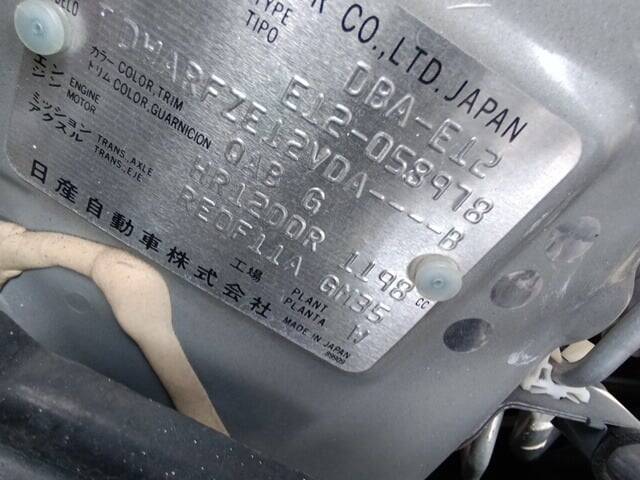 R CO.,LTD. JAPAN
DELO TYPE TIPO DBA-E12
E12-058978
TDWARFZE12VDA----B
カラー COLOR, TRIM
トリム COLOR, GUARNICION QAB G
エンジン ENGINE MOTOR HR12DDR 1198 CC
ミッション TRANS. AXLE
アクスル TRANS. EJE RE0F11A GM35
工場 PLANT PLANTA W
日産自動車株式会社 MADE IN JAPAN